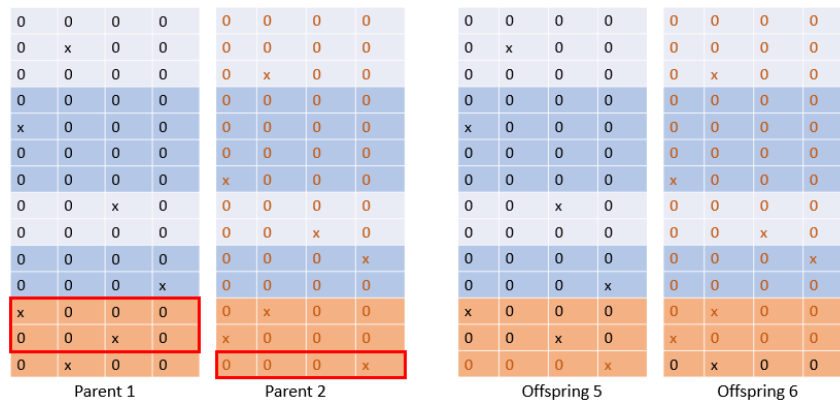 0 0 0 0 0 0 0 0 0 0 0 0 0 0 0 0
0 x 0 0 0 0 0 0 0 x 0 0 0 0 0 0
0 0 0 0 0 x 0 0 0 0 0 0 0 x 0 0
0 0 0 0 0 0 0 0 0 0 0 0 0 0 0 0
x 0 0 0 0 0 0 0 x 0 0 0 0 0 0 0
0 0 0 0 0 0 0 0 0 0 0 0 0 0 0 0
0 0 0 0 x 0 0 0 0 0 0 0 x 0 0 0
0 0 x 0 0 0 0 0 0 0 x 0 0 0 0 0
0 0 0 0 0 0 x 0 0 0 0 0 0 0 x 0
0 0 0 0 0 0 0 x 0 0 0 0 0 0 0 x
0 0 0 x 0 0 0 0 0 0 0 x 0 0 0 0
x 0 0 0 0 x 0 0 x 0 0 0 0 x 0 0
0 0 x 0 x 0 0 0 0 0 x 0 x 0 0 0
0 x 0 0 0 0 0 x 0 0 0 x 0 x 0 0
Parent 1 Parent 2 Offspring 5 Offspring 6